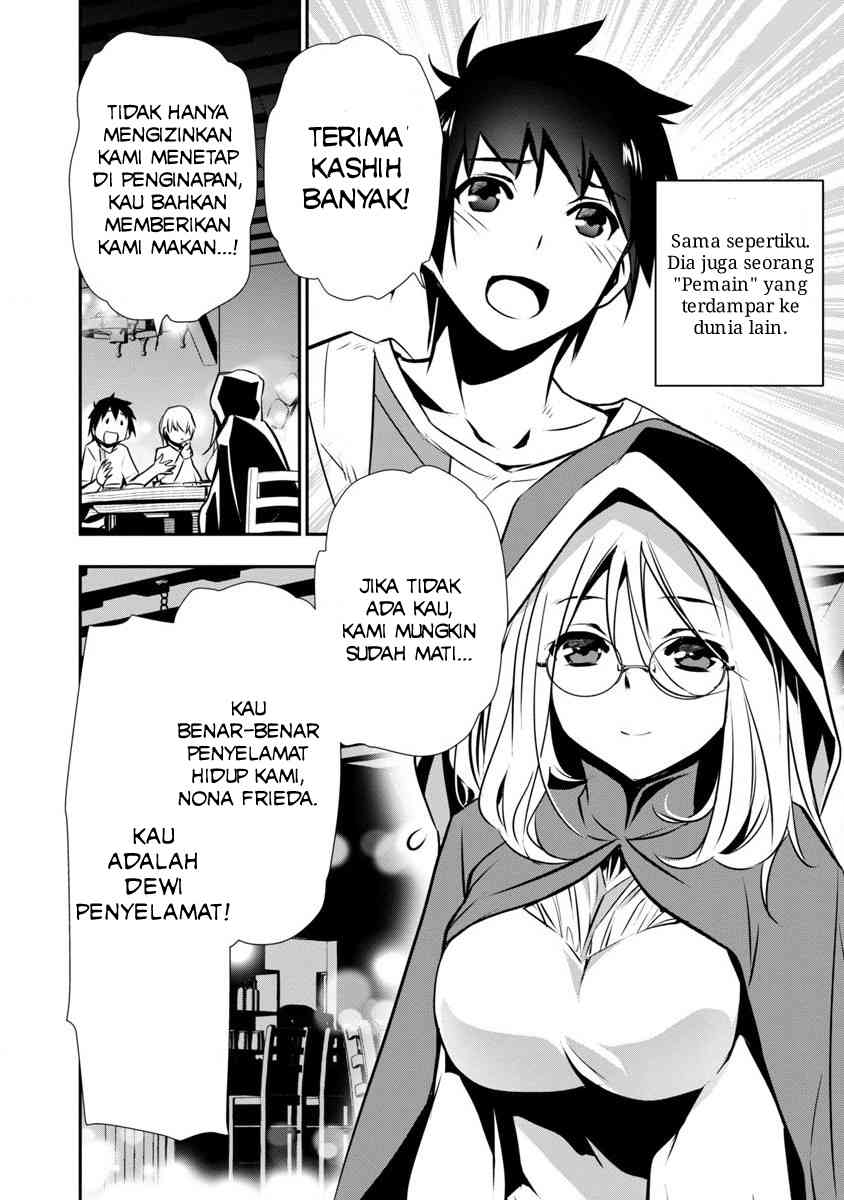 Sama sepertiku.
Dia juga seorang
"Pemain" yang
terdampar ke
dunia lain.
TERIMA
KASHIH
BANYAK!
TIDAK HANYA
MENGIZINKAN
KAMI MENETAP
DI PENGINAPAN,
KAU BAHKAN
MEMBERIKAN
KAMI MAKAN...!
JIKA TIDAK
ADA KAU,
KAMI MUNGKIN
SUDAH MATI...
KAU
BENAR-BENAR
PENYELAMAT
HIDUP KAMI,
NONA FRIEDA.
KAU
ADALAH
DEWI
PENYELAMAT!